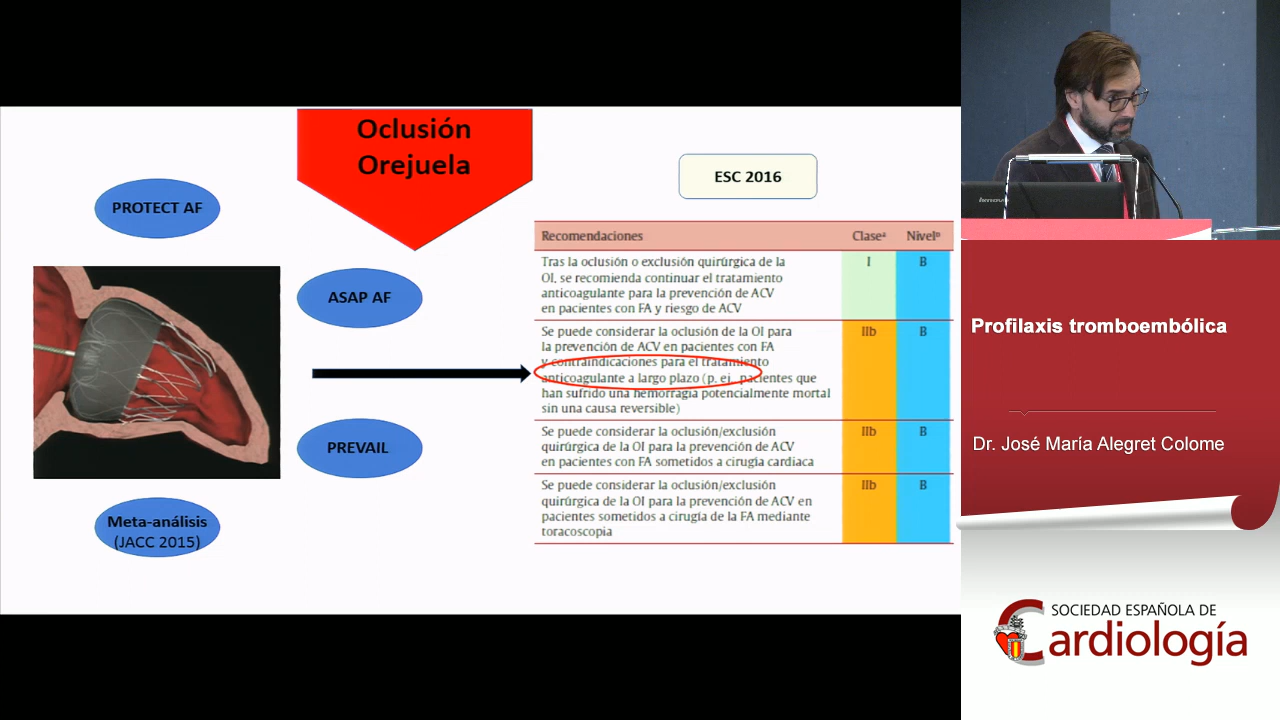 Oclusión
Orejuela
ESC 2016
PROTECT AF
ASAP AF
PREVAIL
Meta-análisis
(JACC 2015)
Recomendaciones Claseª Nivelᵇ
Tras la oclusión o exclusión quirúrgica de la I B
OI, se recomienda continuar el tratamiento
anticoagulante para la prevención de ACV
en pacientes con FA y riesgo de ACV
Se puede considerar la oclusión de la OI para IIb B
la prevención de ACV en pacientes con FA
y contraindicaciones para el tratamiento
anticoagulante a largo plazo (p. ej., pacientes que
han sufrido una hemorragia potencialmente mortal
sin una causa reversible)
Se puede considerar la oclusión/exclusión IIb B
quirúrgica de la OI para la prevención de ACV
en pacientes con FA sometidos a cirugía cardiaca
Se puede considerar la oclusión/exclusión IIb B
quirúrgica de la OI para la prevención de ACV en
pacientes sometidos a cirugía de la FA mediante
toracoscopia
lenovo
Profilaxis tromboembólica
Dr. José María Alegret Colome
SOCIEDAD ESPAÑOLA DE
Cardiología